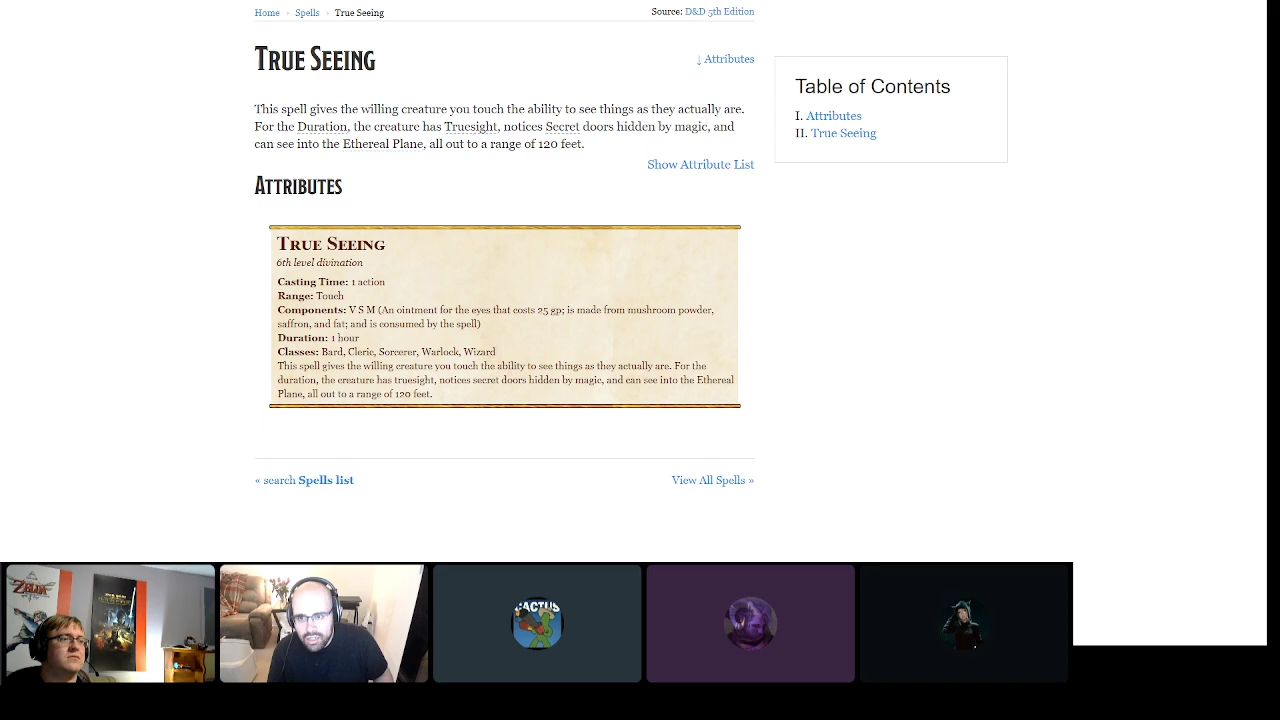 Home › Spells › True Seeing
Source: D&D 5th Edition
True Seeing
↓ Attributes
This spell gives the willing creature you touch the ability to see things as they actually are.
For the Duration, the creature has Truesight, notices Secret doors hidden by magic, and
can see into the Ethereal Plane, all out to a range of 120 feet.
Show Attribute List
Attributes
True Seeing
6th level divination
Casting Time: 1 action
Range: Touch
Components: V S M (An ointment for the eyes that costs 25 gp; is made from mushroom powder,
saffron, and fat; and is consumed by the spell)
Duration: 1 hour
Classes: Bard, Cleric, Sorcerer, Warlock, Wizard
This spell gives the willing creature you touch the ability to see things as they actually are. For the
duration, the creature has truesight, notices secret doors hidden by magic, and can see into the Ethereal
Plane, all out to a range of 120 feet.
« search Spells list
View All Spells »
Table of Contents
I. Attributes
II. True Seeing
ZELDA
CACTUS